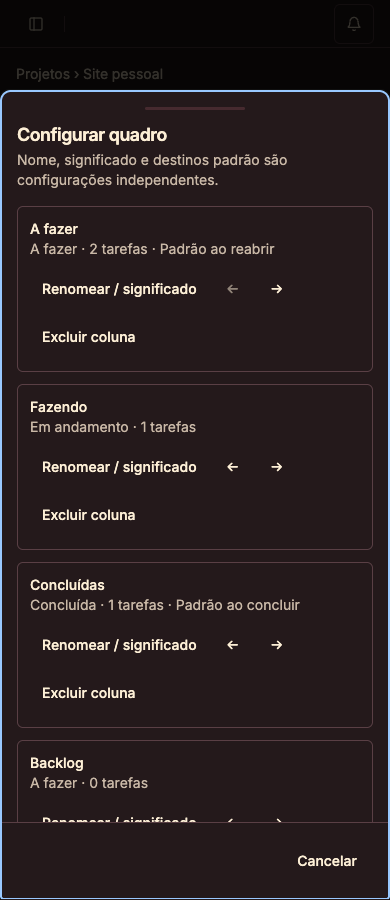 Projetos › Site pessoal
Configurar quadro
Nome, significado e destinos padrão são
configurações independentes.
A fazer
A fazer · 2 tarefas · Padrão ao reabrir
Renomear / significado ← →
Excluir coluna
Fazendo
Em andamento · 1 tarefas
Renomear / significado ← →
Excluir coluna
Concluídas
Concluída · 1 tarefas · Padrão ao concluir
Renomear / significado ← →
Excluir coluna
Backlog
A fazer · 0 tarefas
Renomear / significado ← →
Cancelar